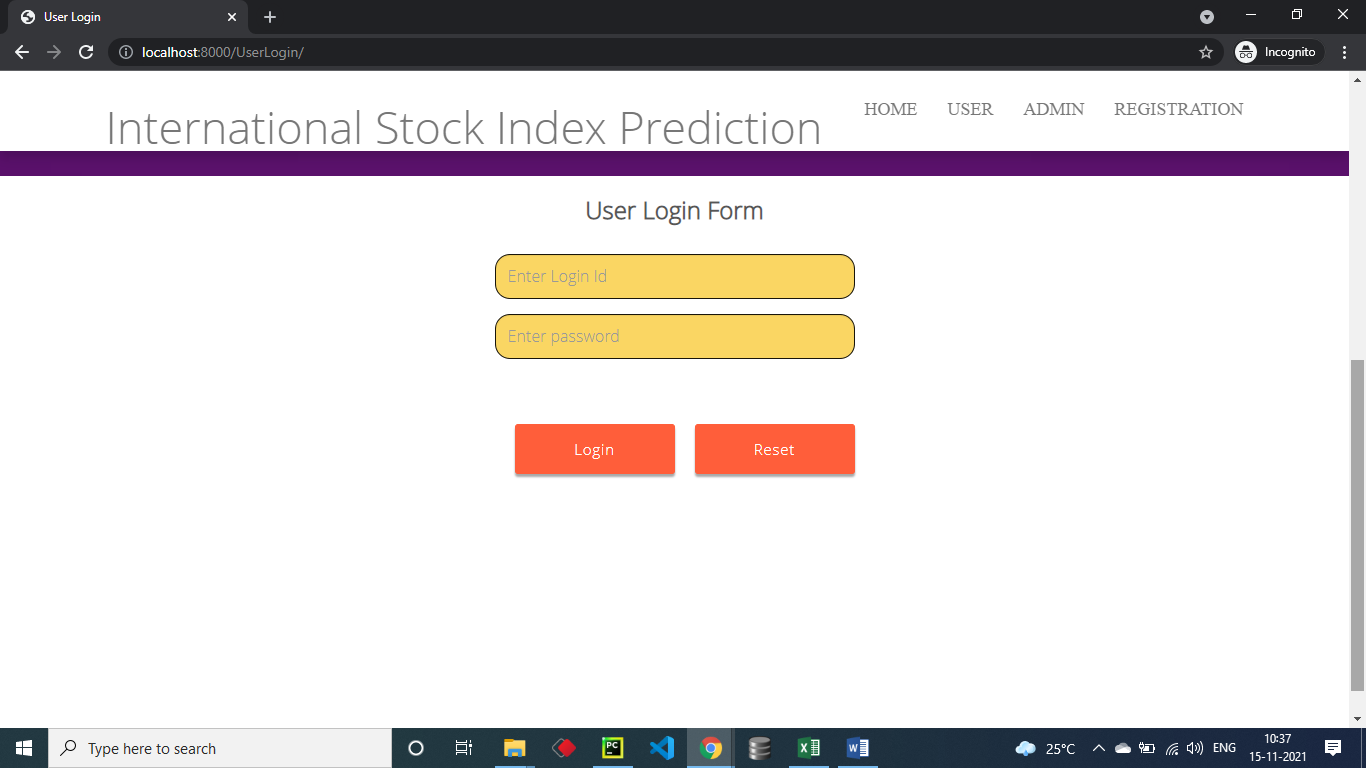 User Login
localhost:8000/UserLogin/
Incognito
International Stock Index Prediction
HOME USER ADMIN REGISTRATION
User Login Form
Enter Login Id
Enter password
Login Reset
Type here to search
PC
25°C
ENG
10:37
15-11-2021